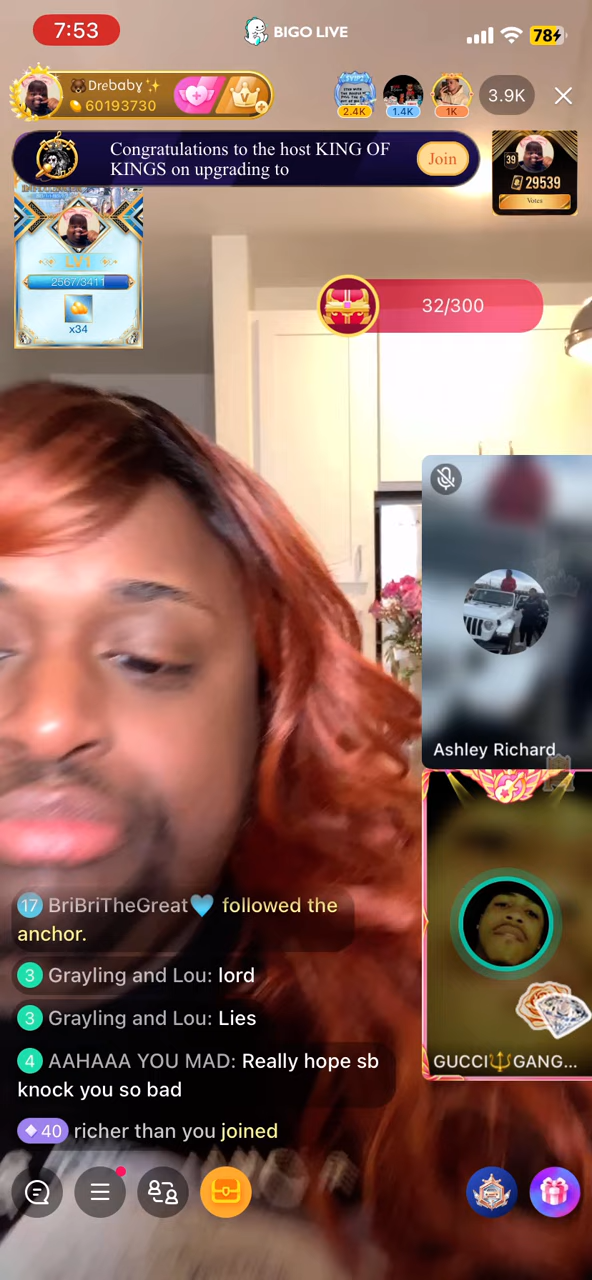 7:53
BIGO LIVE
78
Drebaby✨
60193730
SVIP2
2.4K
1.4K
1K
3.9K
Congratulations to the host KING OF
KINGS on upgrading to
Join
39
29539
Votes
LV1
2567/3411
x34
32/300
Ashley Richard
17 BriBriTheGreat🩵 followed the
anchor.
3 Grayling and Lou: lord
3 Grayling and Lou: Lies
4 AAHAAA YOU MAD: Really hope sb
knock you so bad
40 richer than you joined
GUCCI🔱GANG...